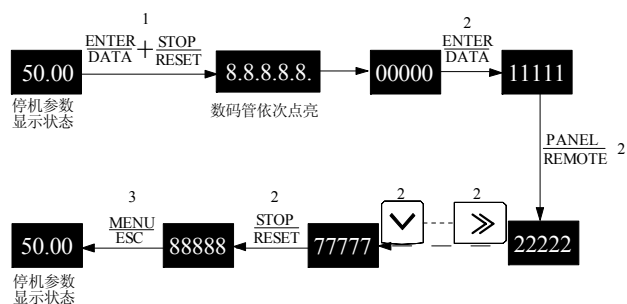 1
ENTER
DATA
+
STOP
RESET
2
ENTER
DATA
50.00
8.8.8.8.8.
00000
11111
停机参数
显示状态
数码管依次点亮
PANEL
REMOTE
2
3
MENU
ESC
2
STOP
RESET
2
2
50.00
88888
77777
22222
停机参数
显示状态